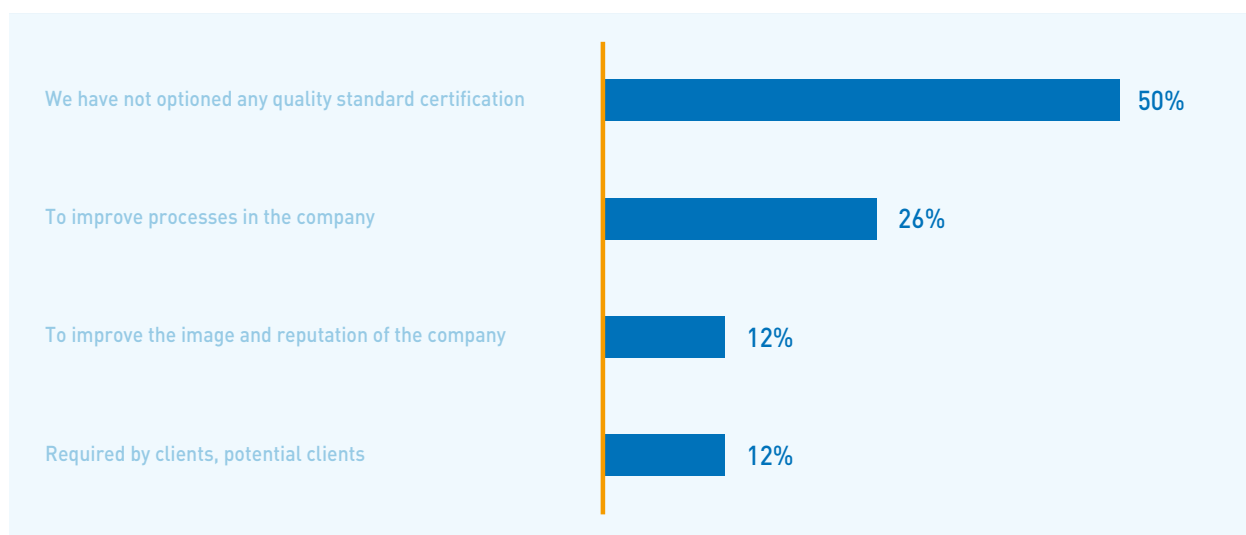 We have not optioned any quality standard certification
50%
To improve processes in the company
26%
To improve the image and reputation of the company
12%
Required by clients, potential clients
12%